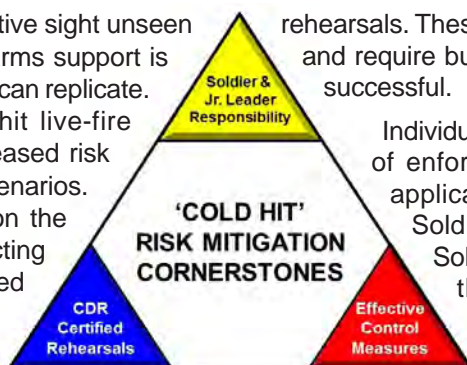 tive sight unseen
rms support is
can replicate.
hit live-fire
eased risk
enarios.
on the
cting
ed
Soldier &
Jr. Leader
Responsibility
'COLD HIT'
RISK MITIGATION
CORNERSTONES
CDR
Certified
Rehearsals
Effective
Control
Measures
rehearsals. Thes
and require bu
successful.
Individu
of enfor
applica
Sold
Sol
th